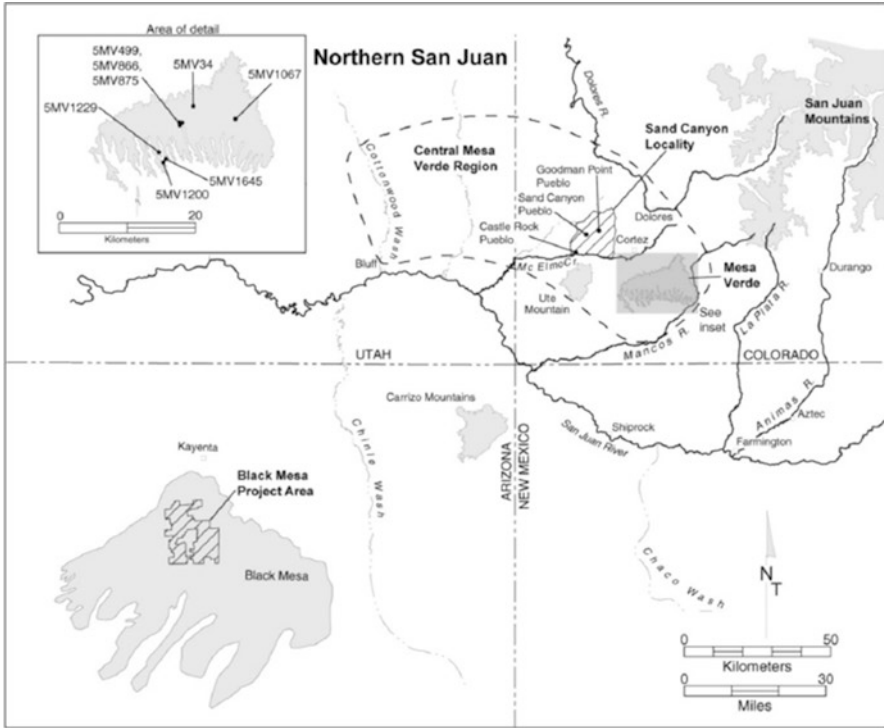 Area of detail
5MV499,
5MV866,
5MV875
5MV34
5MV1067
5MV1229
5MV1645
5MV1200
0 20
Kilometers
Northern San Juan
Dolores R.
San Juan
Mountains
Sand Canyon
Locality
Central Mesa
Verde Region
Cottonwood Wash
Goodman Point
Pueblo
Sand Canyon
Pueblo
Dolores
Castle Rock
Pueblo
Cortez
Bluff
McElmo Cr.
Mesa
Verde
Durango
Ute
Mountain
See
inset
La Plata R.
Mancos R.
UTAH
COLORADO
Carrizo Mountains
Animas R.
Aztec
Shiprock
San Juan River
Farmington
Kayenta
Chinle Wash
ARIZONA
NEW MEXICO
Black Mesa
Project Area
Black Mesa
Chaco Wash
N
T
0 50
Kilometers
0 30
Miles